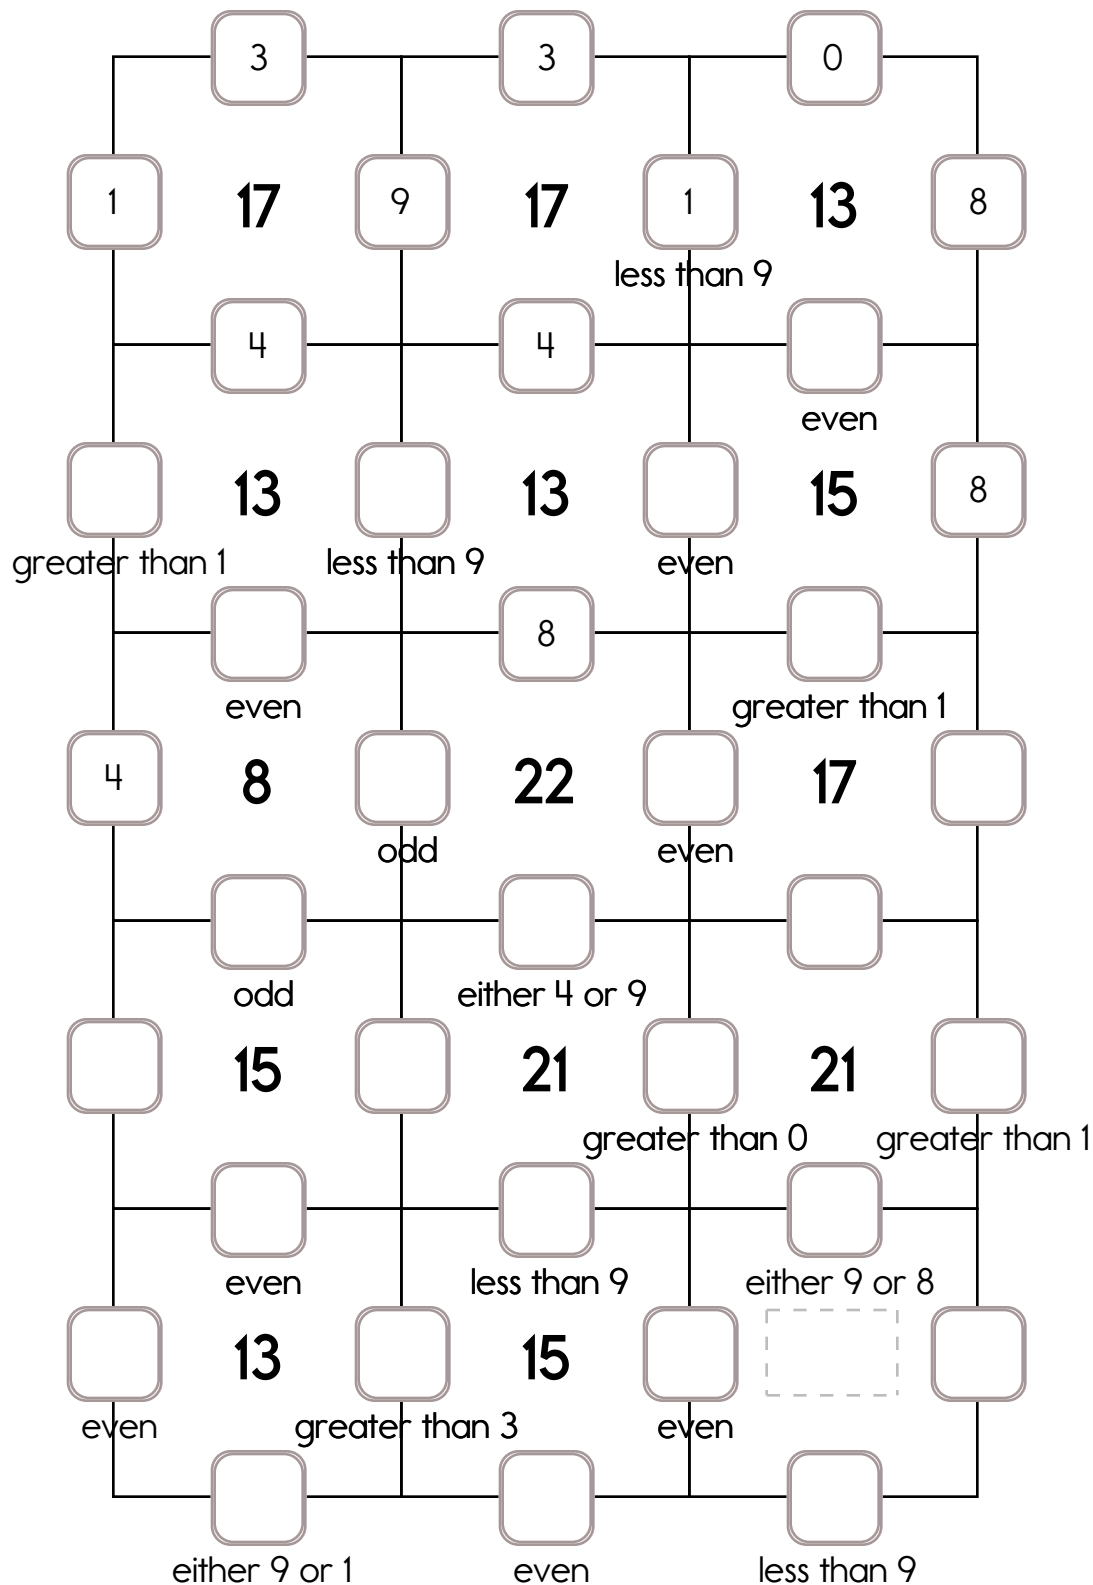 3 3 0
1 17 9 17 1 13 8
less than 9
4 4
even
13 13 15 8
greater than 1 less than 9 even
8
even greater than 1
4 8 22 17
odd even
odd either 4 or 9
15 21 21
greater than 0 greater than 1
even less than 9 either 9 or 8
13 15
even greater than 3 even
either 9 or 1 even less than 9